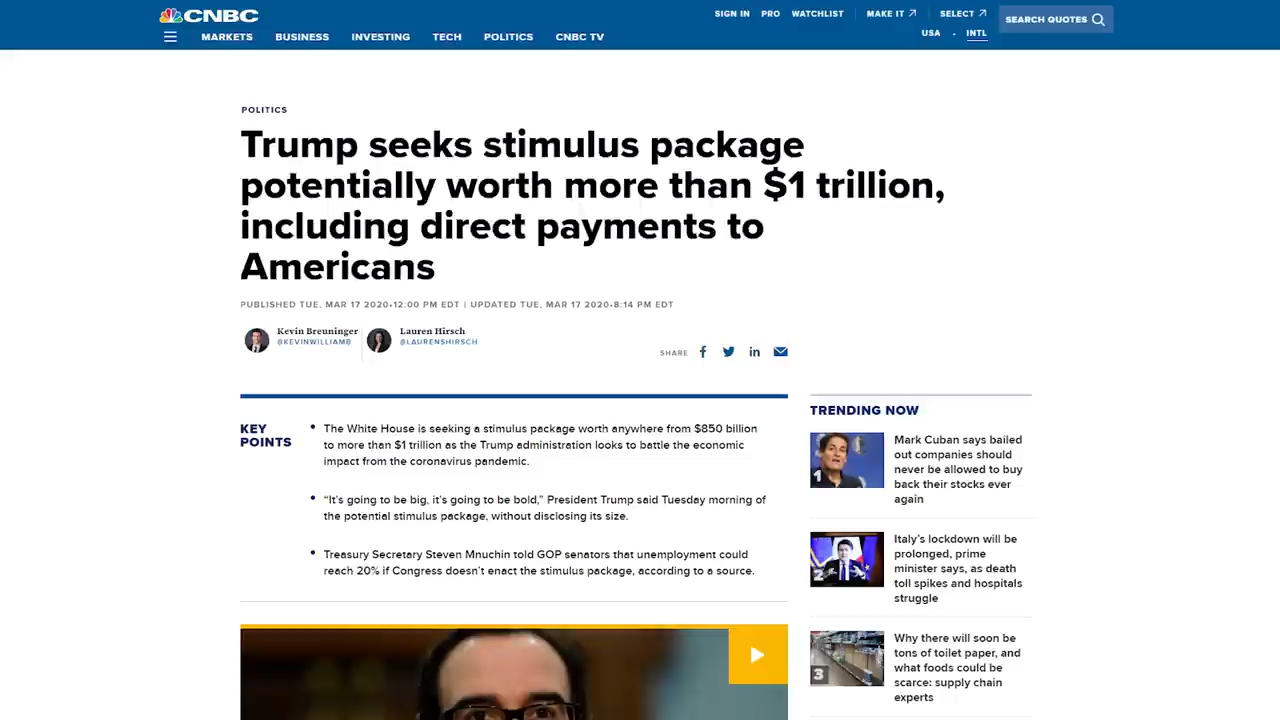 CNBC
SIGN IN
PRO
WATCHLIST
MAKE IT
SELECT
SEARCH QUOTES
MARKETS
BUSINESS
INVESTING
TECH
POLITICS
CNBC TV
USA
INTL
POLITICS
Trump seeks stimulus package
potentially worth more than $1 trillion,
including direct payments to
Americans
PUBLISHED TUE, MAR 17 2020•12:00 PM EDT | UPDATED TUE, MAR 17 2020•8:14 PM EDT
Kevin Breuninger
@KEVINWILLIAMB
Lauren Hirsch
@LAURENSHIRSCH
SHARE
KEY
POINTS
• The White House is seeking a stimulus package worth anywhere from $850 billion
to more than $1 trillion as the Trump administration looks to battle the economic
impact from the coronavirus pandemic.
• “It’s going to be big, it’s going to be bold,” President Trump said Tuesday morning of
the potential stimulus package, without disclosing its size.
• Treasury Secretary Steven Mnuchin told GOP senators that unemployment could
reach 20% if Congress doesn’t enact the stimulus package, according to a source.
TRENDING NOW
1
Mark Cuban says bailed
out companies should
never be allowed to buy
back their stocks ever
again
2
Italy’s lockdown will be
prolonged, prime
minister says, as death
toll spikes and hospitals
struggle
3
Why there will soon be
tons of toilet paper, and
what foods could be
scarce: supply chain
experts